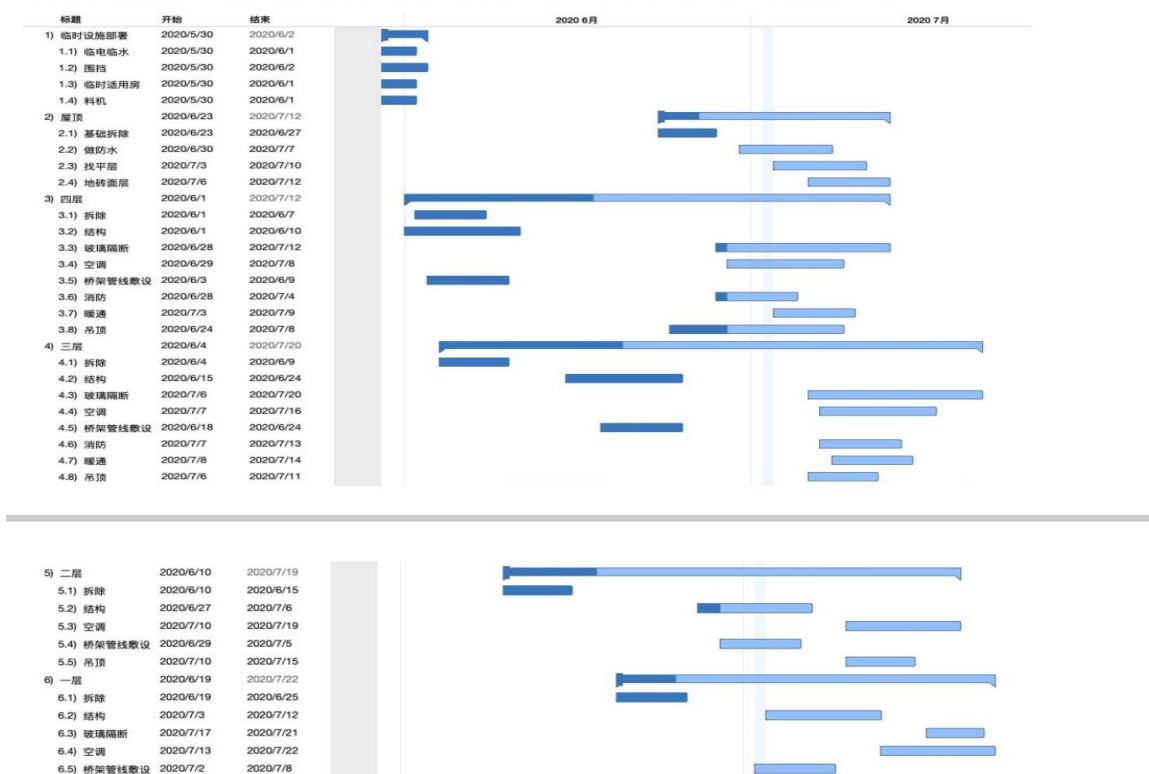 标题 开始 结束 2020 6月 2020 7月
1) 临时设施部署 2020/5/30 2020/6/2
1.1) 临电临水 2020/5/30 2020/6/1
1.2) 围挡 2020/5/30 2020/6/2
1.3) 临时适用房 2020/5/30 2020/6/1
1.4) 料机 2020/5/30 2020/6/1
2) 屋顶 2020/6/23 2020/7/12
2.1) 基础拆除 2020/6/23 2020/6/27
2.2) 做防水 2020/6/30 2020/7/7
2.3) 找平层 2020/7/3 2020/7/10
2.4) 地砖面层 2020/7/6 2020/7/12
3) 四层 2020/6/1 2020/7/12
3.1) 拆除 2020/6/1 2020/6/7
3.2) 结构 2020/6/1 2020/6/10
3.3) 玻璃隔断 2020/6/28 2020/7/12
3.4) 空调 2020/6/29 2020/7/8
3.5) 桥架管线敷设 2020/6/3 2020/6/9
3.6) 消防 2020/6/28 2020/7/4
3.7) 暖通 2020/7/3 2020/7/9
3.8) 吊顶 2020/6/24 2020/7/8
4) 三层 2020/6/4 2020/7/20
4.1) 拆除 2020/6/4 2020/6/9
4.2) 结构 2020/6/15 2020/6/24
4.3) 玻璃隔断 2020/7/6 2020/7/20
4.4) 空调 2020/7/7 2020/7/16
4.5) 桥架管线敷设 2020/6/18 2020/6/24
4.6) 消防 2020/7/7 2020/7/13
4.7) 暖通 2020/7/8 2020/7/14
4.8) 吊顶 2020/7/6 2020/7/11
5) 二层 2020/6/10 2020/7/19
5.1) 拆除 2020/6/10 2020/6/15
5.2) 结构 2020/6/27 2020/7/6
5.3) 空调 2020/7/10 2020/7/19
5.4) 桥架管线敷设 2020/6/29 2020/7/5
5.5) 吊顶 2020/7/10 2020/7/15
6) 一层 2020/6/19 2020/7/22
6.1) 拆除 2020/6/19 2020/6/25
6.2) 结构 2020/7/3 2020/7/12
6.3) 玻璃隔断 2020/7/17 2020/7/21
6.4) 空调 2020/7/13 2020/7/22
6.5) 桥架管线敷设 2020/7/2 2020/7/8